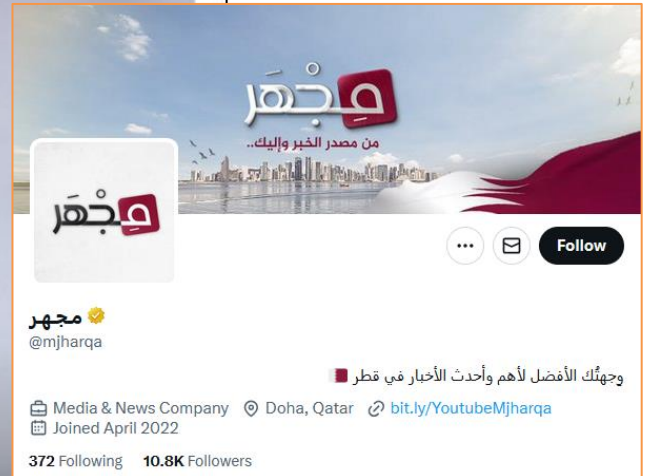 مِجْهَر
من مصدر الخبر وإليك..
مِجْهَر
Follow
مجهر
@mjharqa
وجهتُك الأفضل لأهم وأحدث الأخبار في قطر 🇶🇦
Media & News Company Doha, Qatar bit.ly/YoutubeMjharqa
Joined April 2022
372 Following 10.8K Followers